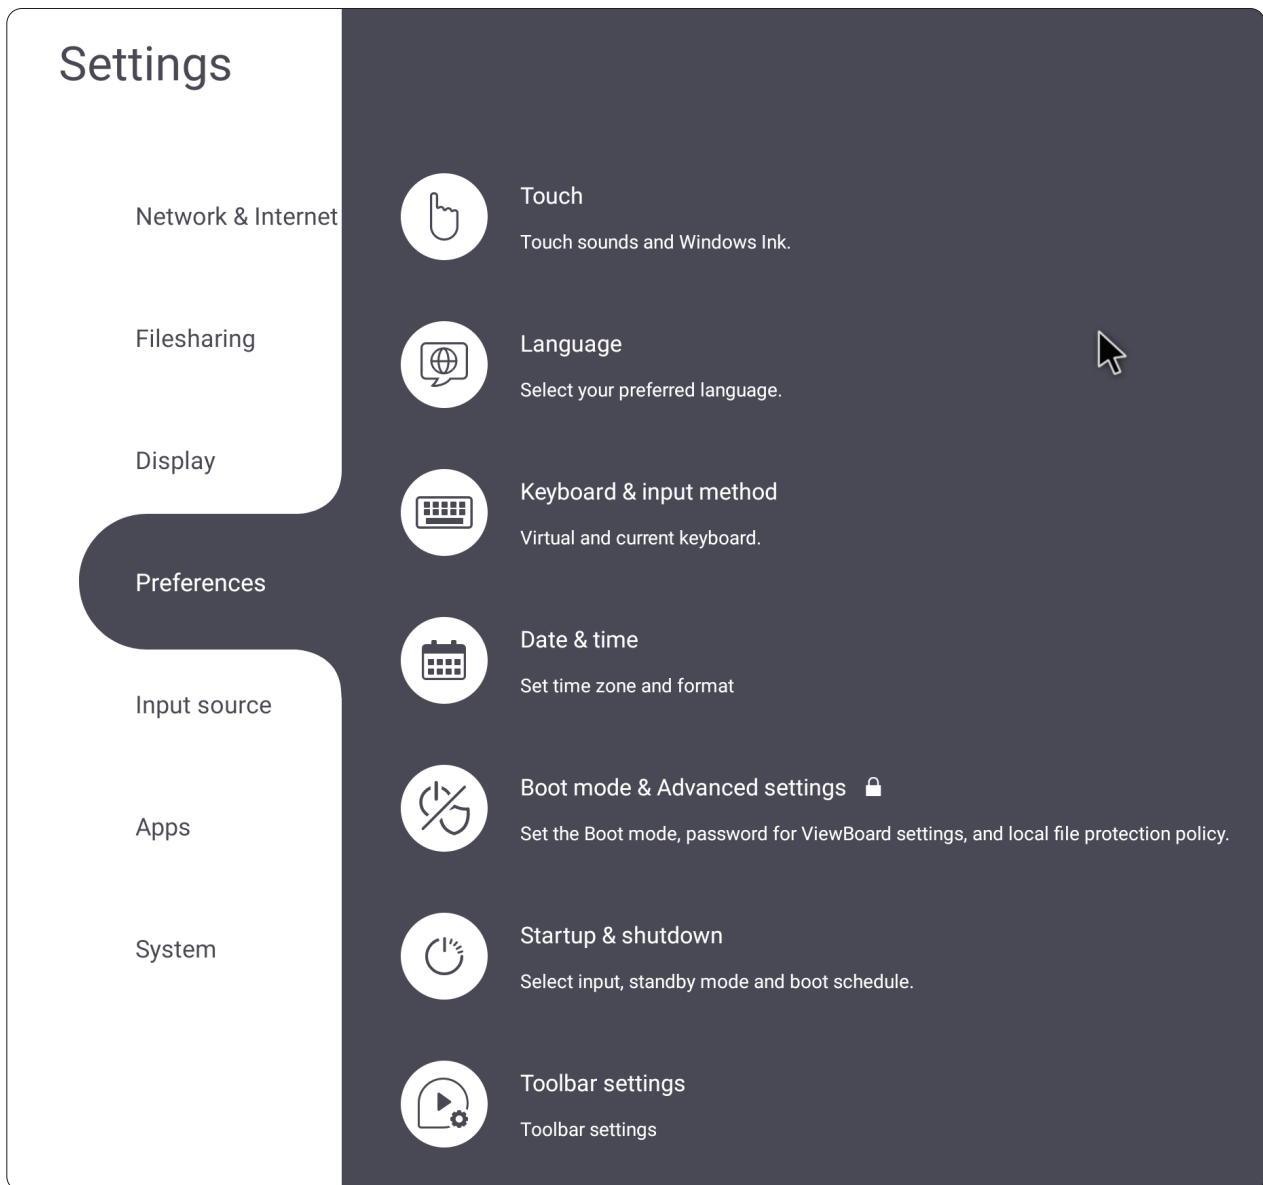 Settings
Network & Internet
Filesharing
Display
Preferences
Input source
Apps
System
Touch
Touch sounds and Windows Ink.
Language
Select your preferred language.
Keyboard & input method
Virtual and current keyboard.
Date & time
Set time zone and format
Boot mode & Advanced settings
Set the Boot mode, password for ViewBoard settings, and local file protection policy.
Startup & shutdown
Select input, standby mode and boot schedule.
Toolbar settings
Toolbar settings